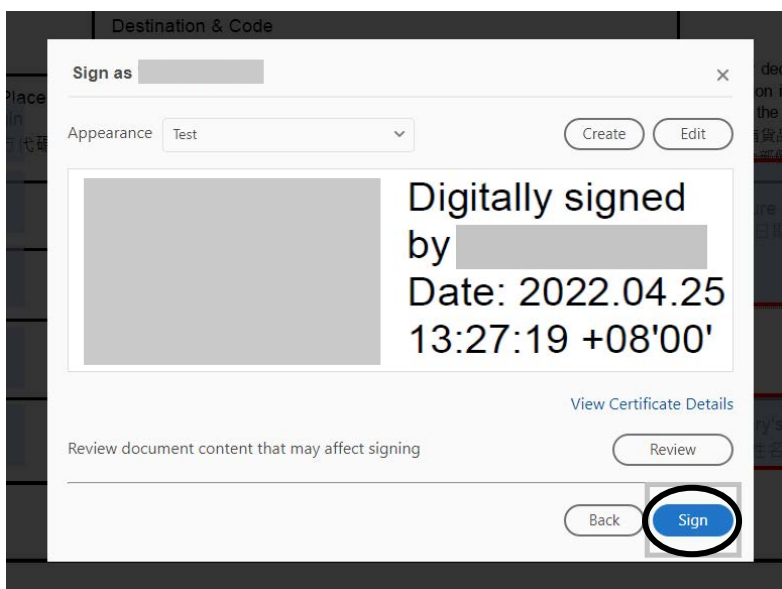 Destination & Code
Sign as
Place
Appearance Test Create Edit
Digitally signed
by
Date: 2022.04.25
13:27:19 +08'00'
View Certificate Details
Review document content that may affect signing Review
Back Sign